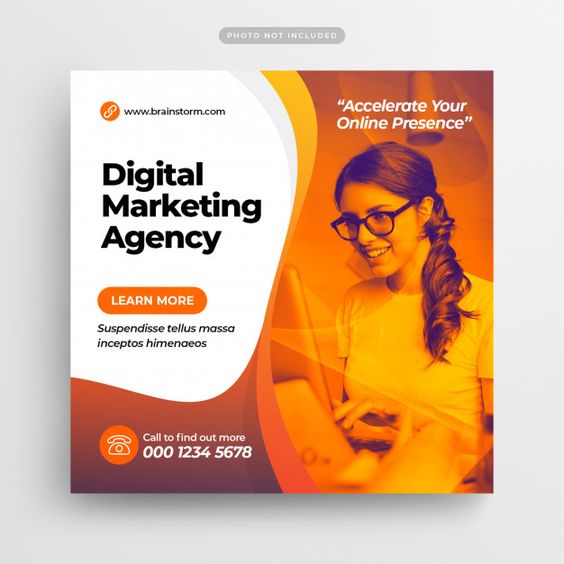 PHOTO NOT INCLUDED
www.brainstorm.com
“Accelerate Your
Online Presence”
Digital
Marketing
Agency
LEARN MORE
Suspendisse tellus massa
inceptos himenaeos
Call to find out more
000 1234 5678